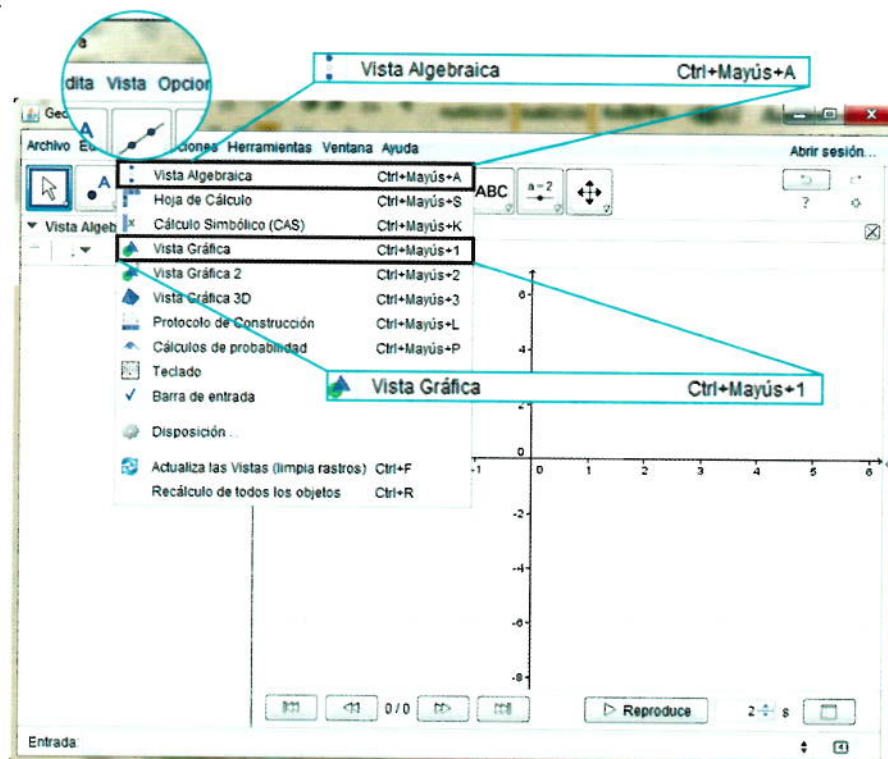 dita Vista Opcion
Vista Algebraica Ctrl+Mayús+A
Archivo Herramientas Ventana Ayuda
Abrir sesión...
A
ABC
a=2
?
Vista Algeb
Vista Algebraica Ctrl+Mayús+A
Hoja de Cálculo Ctrl+Mayús+S
Cálculo Simbólico (CAS) Ctrl+Mayús+K
Vista Gráfica Ctrl+Mayús+1
Vista Gráfica 2 Ctrl+Mayús+2
Vista Gráfica 3D Ctrl+Mayús+3
Protocolo de Construcción Ctrl+Mayús+L
Cálculos de probabilidad Ctrl+Mayús+P
Teclado
Barra de entrada
Disposición ...
Actualiza las Vistas (limpia rastros) Ctrl+F
Recálculo de todos los objetos Ctrl+R
Vista Gráfica Ctrl+Mayús+1
6
4
2
0
-1 0 1 2 3 4 5 6
-2
-4
-6
-8
0/0
Reproduce
2 s
Entrada: